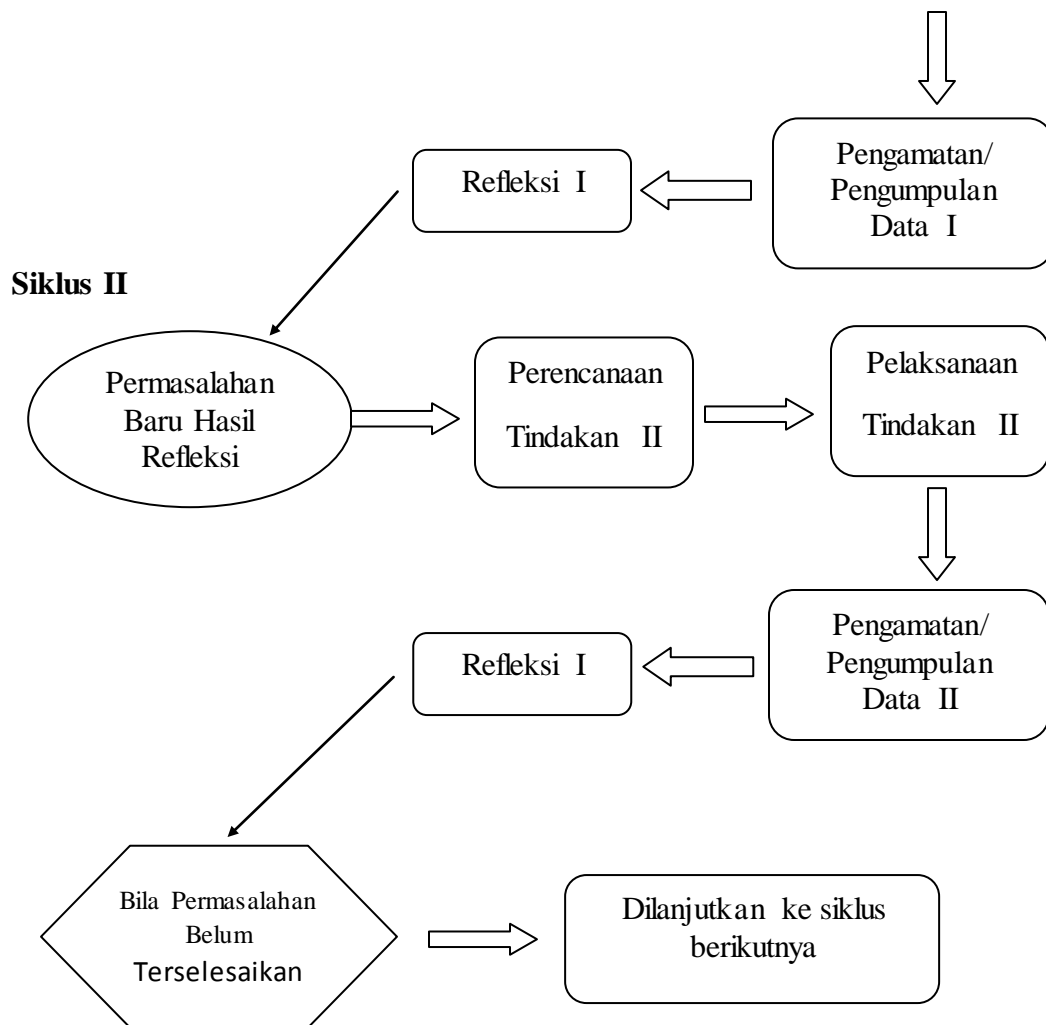 Refleksi I
Pengamatan/
Pengumpulan
Data I
Siklus II
Permasalahan
Baru Hasil
Refleksi
Perencanaan
Tindakan II
Pelaksanaan
Tindakan II
Refleksi I
Pengamatan/
Pengumpulan
Data II
Bila Permasalahan
Belum
Terselesaikan
Dilanjutkan ke siklus
berikutnya